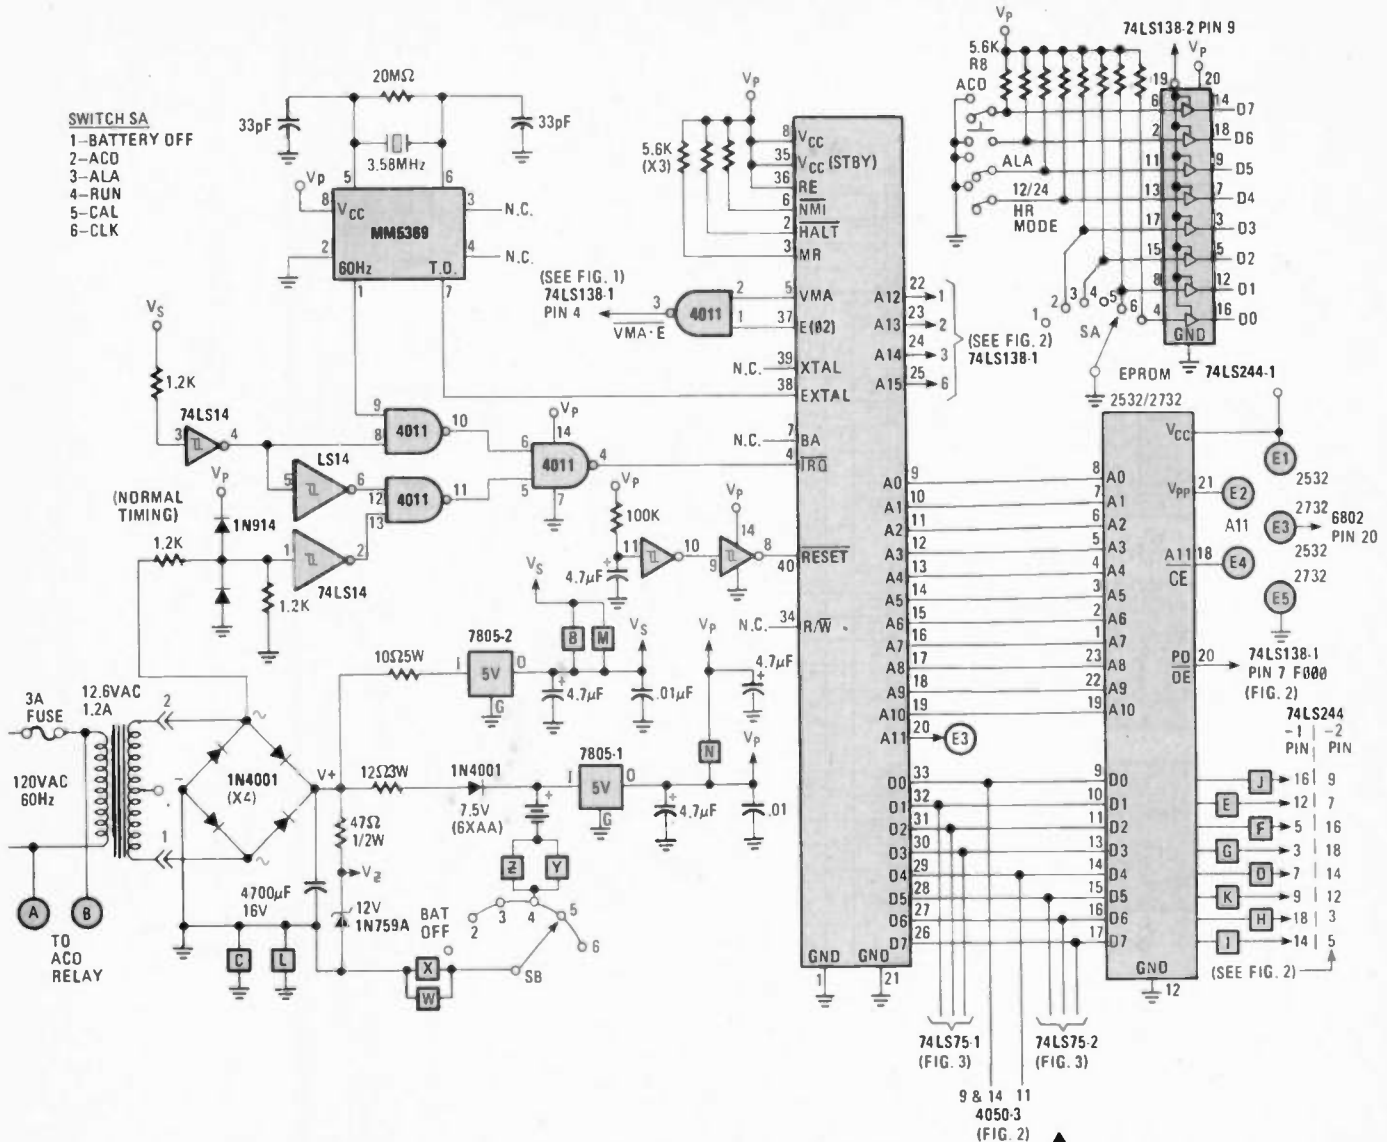 SWITCH SA
1-BATTERY OFF
2-ACO
3-ALA
4-RUN
5-CAL
6-CLK
20MΩ
33pF
33pF
3.58MHz
5
6
VP
8
VCC
3
N.C.
MM5369
2
4
N.C.
60Hz
T.O.
1
7
VP
5.6K
(X3)
8
VCC
35
VCC (STBY)
36
RE
6
NMI
2
HALT
3
MR
(SEE FIG. 1)
74LS138-1
PIN 4
3
4011
2
1
VMA·E
5
VMA
37
E(02)
N.C.
39
XTAL
38
EXTAL
N.C.
7
BA
4
IRQ
A12
22
1
A13
23
2
A14
24
3
A15
25
6
(SEE FIG. 2)
74LS138-1
VP
5.6K
R8
ACO
ALA
12/24
HR
MODE
74LS138-2 PIN 9
VP
19
20
6
14
D7
2
18
D6
11
9
D5
13
7
D4
17
3
D3
15
5
D2
8
12
D1
4
16
D0
GND
1
2
3
4
5
6
SA
74LS244-1
VS
1.2K
74LS14
3
4
9
8
4011
10
LS14
5
6
12
13
4011
11
VP
14
6
5
4011
4
7
VP
(NORMAL
TIMING)
1N914
1.2K
1
2
74LS14
1.2K
VP
100K
11
10
4.7µF
VP
14
9
8
40
RESET
N.C.
34
R/W
VS
B
M
VS
10Ω25W
7805-2
I
5V
O
G
4.7µF
.01µF
VP
4.7µF
N
VP
3A
FUSE
12.6VAC
1.2A
2
120VAC
60Hz
1
1N4001
(X4)
V+
12Ω3W
1N4001
7.5V
(6XAA)
7805-1
I
5V
O
G
4.7µF
.01
47Ω
1/2W
VZ
4700µF
16V
12V
1N759A
A
B
TO
ACO
RELAY
C
L
Z
Y
BAT
OFF
2
3
4
5
6
X
W
SB
EPROM
2532/2732
VCC
E1
2532
VPP
21
E2
A11
2732
E3
6802
PIN 20
A11
CE
18
E4
2532
2732
E5
PD
OE
20
74LS138-1
PIN 7 F000
(FIG. 2)
A0
9
8
A0
A1
10
7
A1
A2
11
6
A2
A3
12
5
A3
A4
13
4
A4
A5
14
3
A5
A6
15
2
A6
A7
16
1
A7
A8
17
23
A8
A9
18
22
A9
A10
19
19
A10
A11
20
E3
D0
33
9
D0
D1
32
10
D1
D2
31
11
D2
D3
30
13
D3
D4
29
14
D4
D5
28
15
D5
D6
27
16
D6
D7
26
17
D7
GND
GND
1
21
GND
12
74LS244
-1
PIN
-2
PIN
J
16
9
E
12
7
F
5
16
G
3
18
O
7
14
K
9
12
H
18
3
I
14
5
(SEE FIG. 2)
74LS75-1
(FIG. 3)
74LS75-2
(FIG. 3)
9 & 14
11
4050-3
(FIG. 2)